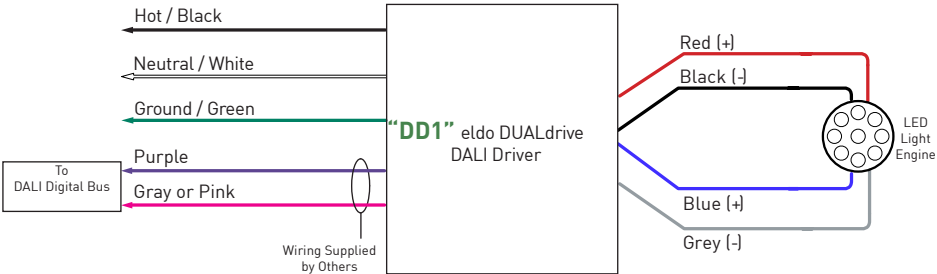 Hot / Black
Neutral / White
Ground / Green
Purple
Gray or Pink
To
DALI Digital Bus
Wiring Supplied
by Others
“DD1” eldo DUALdrive
DALI Driver
Red (+)
Black (-)
Blue (+)
Grey (-)
LED
Light
Engine